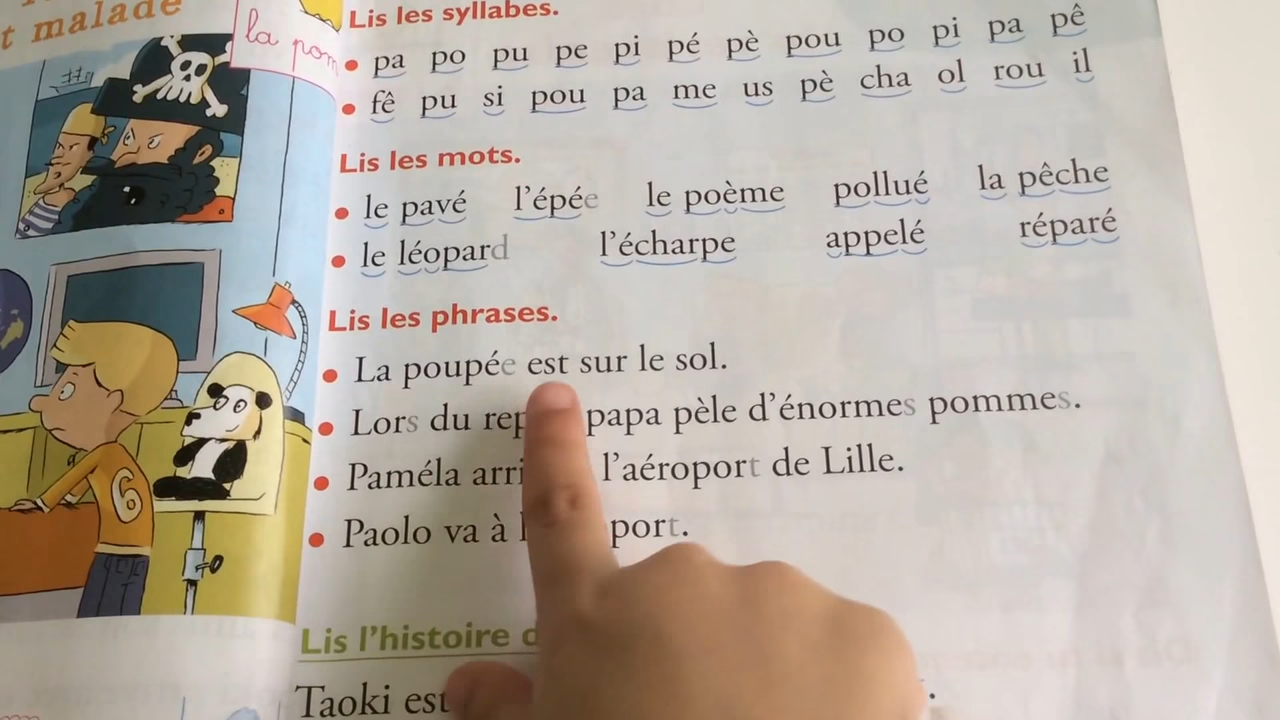 t malade
la pom
Lis les syllabes.
• pa po pu pe pi pé pè pou po pi pa pê
• fê pu si pou pa me us pè cha ol rou il
Lis les mots.
• le pavé l'épée le poème pollué la pêche
• le léopard l'écharpe appelé réparé
Lis les phrases.
• La poupée est sur le sol.
• Lors du rep papa pèle d'énormes pommes.
• Paméla arri l'aéroport de Lille.
• Paolo va à l port.
Lis l'histoire d
Taoki est
6